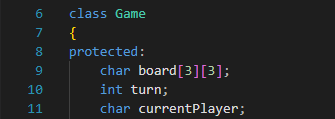 6 class Game
7 {
8 protected:
9     char board[3][3];
10     int turn;
11     char currentPlayer;